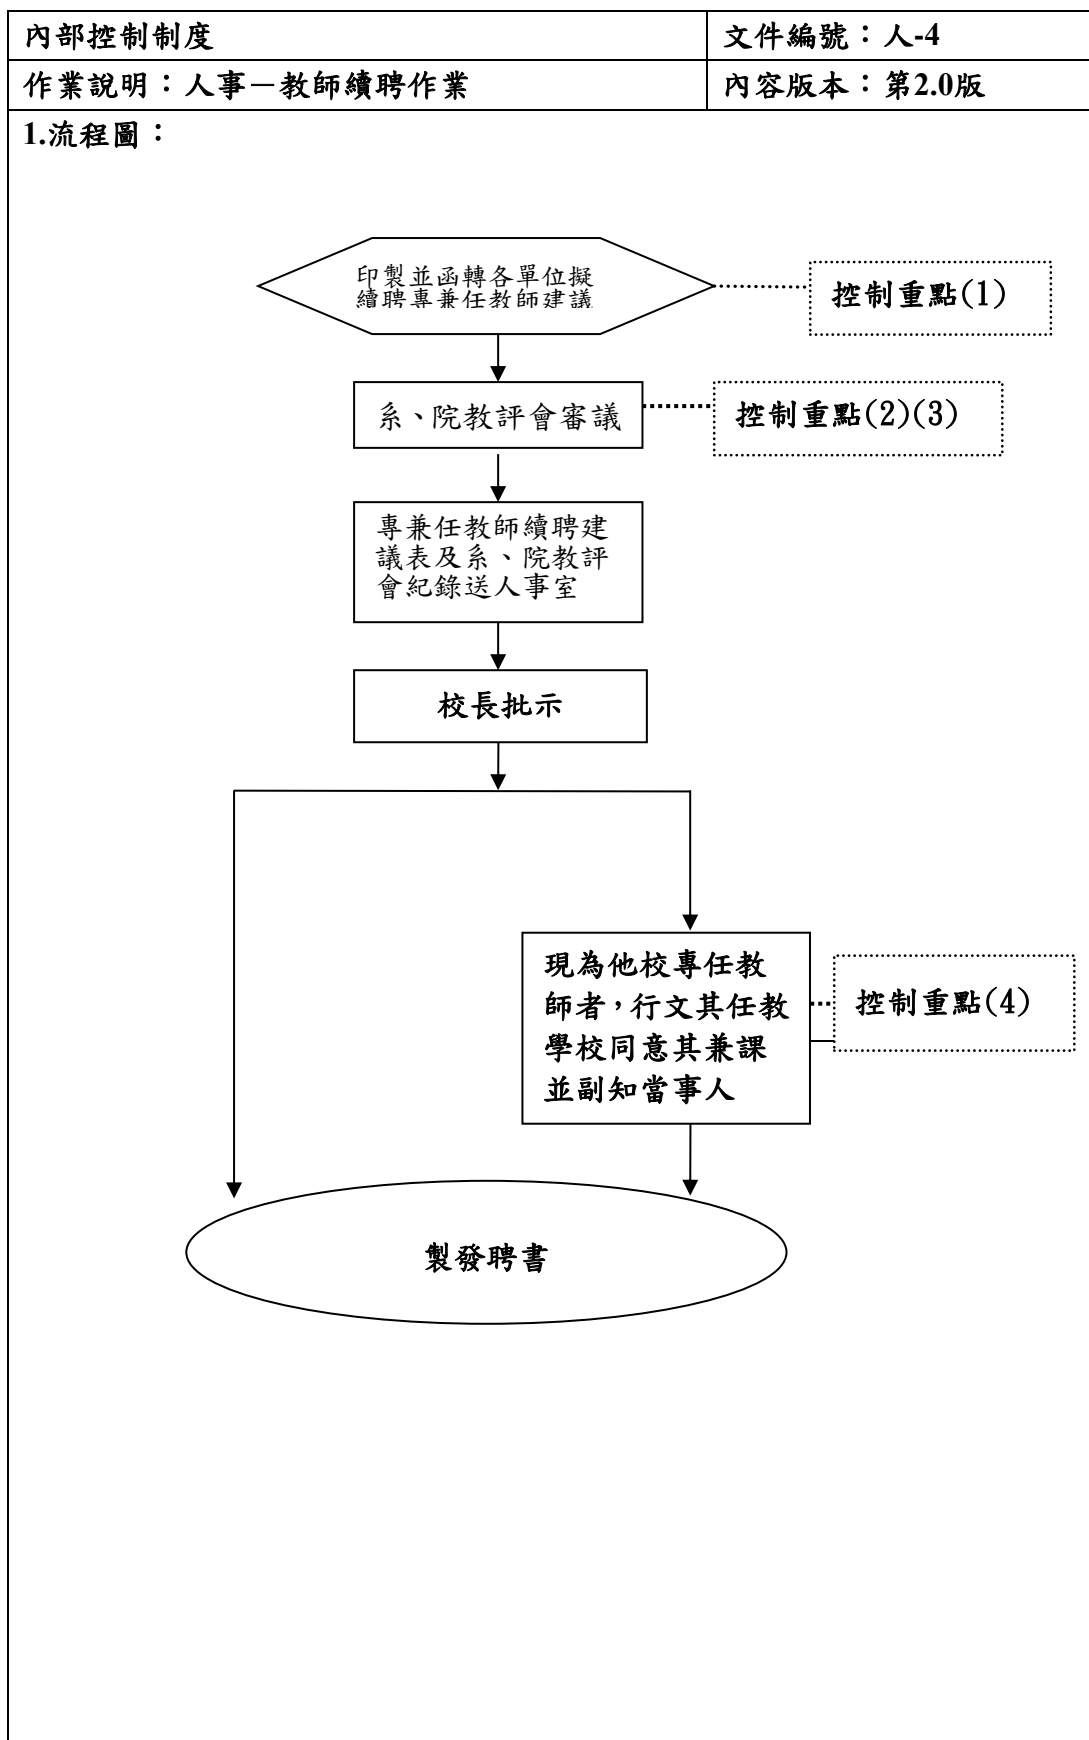 內部控制制度
文件編號：人-4
作業說明：人事－教師續聘作業
內容版本：第2.0版
1.流程圖：
印製並函轉各單位擬
續聘專兼任教師建議
控制重點(1)
系、院教評會審議
控制重點(2)(3)
專兼任教師續聘建
議表及系、院教評
會紀錄送人事室
校長批示
現為他校專任教
師者，行文其任教
學校同意其兼課
並副知當事人
控制重點(4)
製發聘書